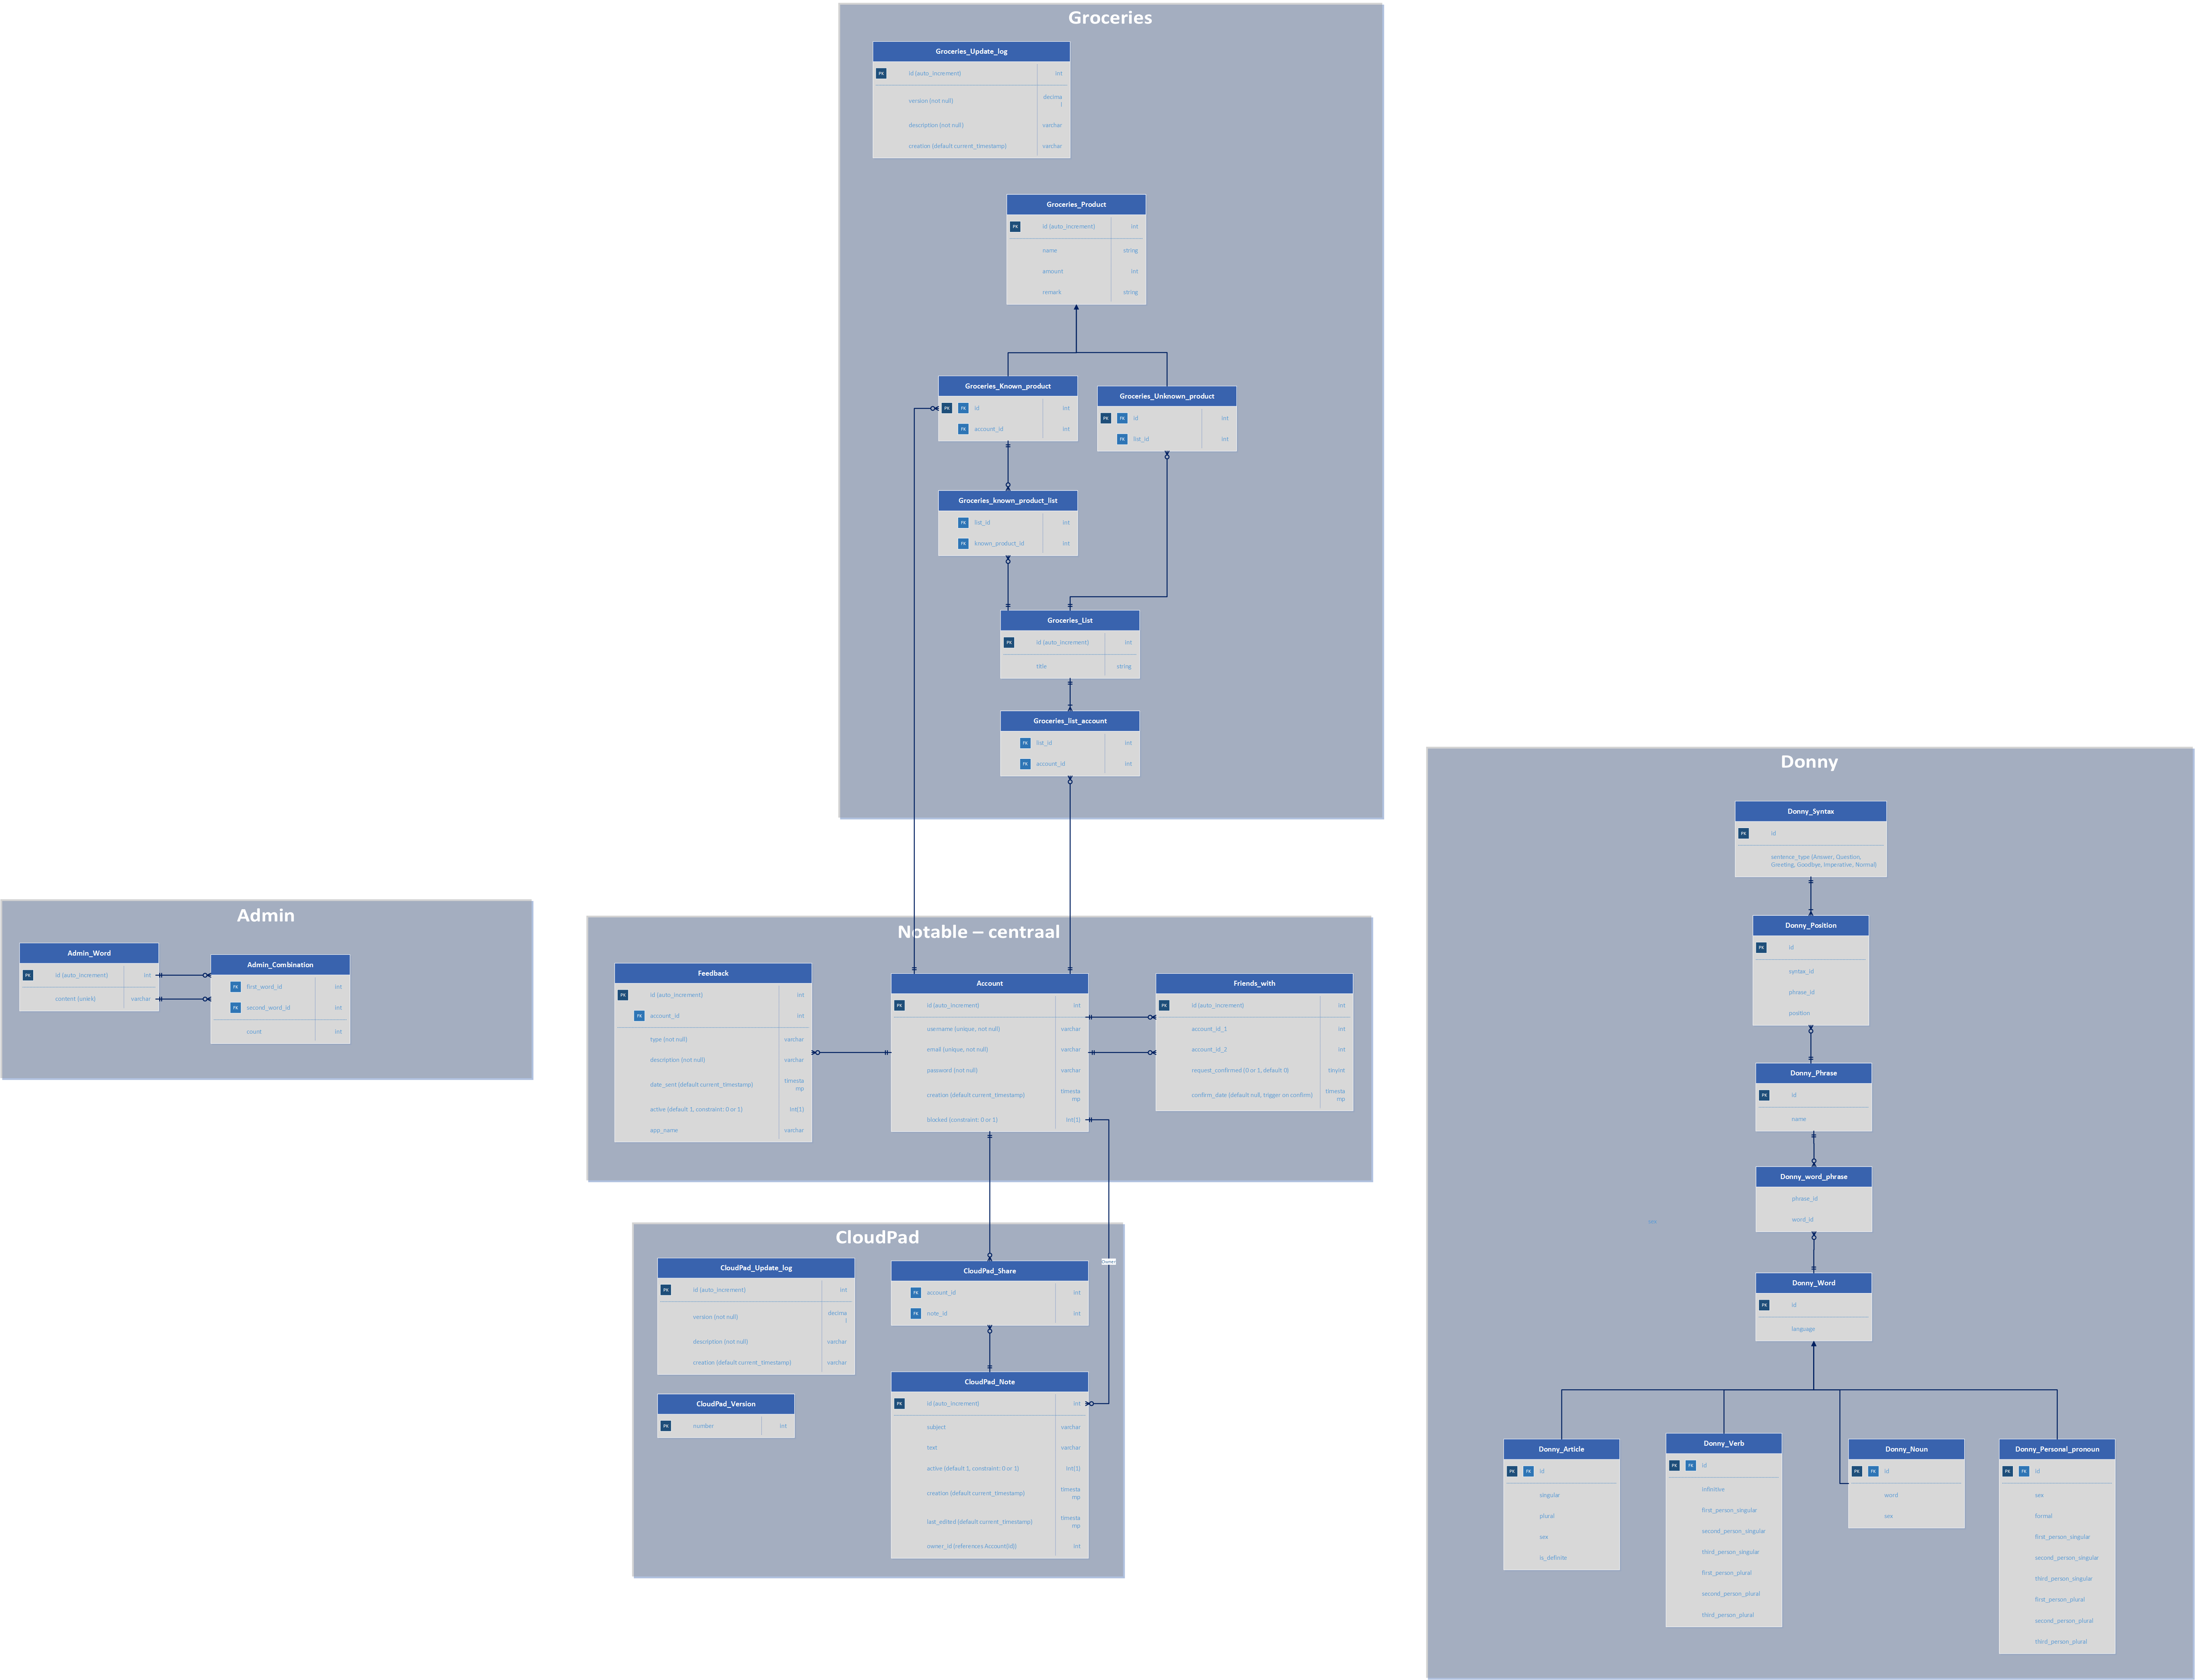 Groceries
Groceries_Update_log
PK id (auto_increment) int
version (not null) decima
l
description (not null) varchar
creation (default current_timestamp) varchar
Groceries_Product
PK id (auto_increment) int
name string
amount int
remark string
Groceries_Known_product
PK FK id int
FK account_id int
Groceries_Unknown_product
PK FK id int
FK list_id int
Groceries_known_product_list
FK list_id int
FK known_product_id int
Groceries_List
PK id (auto_increment) int
title string
Groceries_list_account
FK list_id int
FK account_id int
Admin
Admin_Word
PK id (auto_increment) int
content (uniek) varchar
Admin_Combination
FK first_word_id int
FK second_word_id int
count int
Notable – centraal
Feedback
PK id (auto_increment) int
FK account_id int
type (not null) varchar
description (not null) varchar
date_sent (default current_timestamp) timesta
mp
active (default 1, constraint: 0 or 1) int(1)
app_name varchar
Account
PK id (auto_increment) int
username (unique, not null) varchar
email (unique, not null) varchar
password (not null) varchar
creation (default current_timestamp) timesta
mp
blocked (constraint: 0 or 1) int(1)
Friends_with
PK id (auto_increment) int
account_id_1 int
account_id_2 int
request_confirmed (0 or 1, default 0) tinyint
confirm_date (default null, trigger on confirm) timesta
mp
CloudPad
CloudPad_Update_log
PK id (auto_increment) int
version (not null) decima
l
description (not null) varchar
creation (default current_timestamp) varchar
CloudPad_Version
PK number int
CloudPad_Share
FK account_id int
FK note_id int
CloudPad_Note
PK id (auto_increment) int
subject varchar
text varchar
active (default 1, constraint: 0 or 1) int(1)
creation (default current_timestamp) timesta
mp
last_edited (default current_timestamp) timesta
mp
owner_id (references Account(id)) int
Donny
Donny_Syntax
PK id
sentence_type (Answer, Question,
Greeting, Goodbye, Imperative, Normal)
Donny_Position
PK id
syntax_id
phrase_id
position
Donny_Phrase
PK id
name
Donny_word_phrase
phrase_id
word_id
Donny_Word
PK id
language
Donny_Article
PK FK id
singular
plural
sex
is_definite
Donny_Verb
PK FK id
infinitive
first_person_singular
second_person_singular
third_person_singular
first_person_plural
second_person_plural
third_person_plural
Donny_Noun
PK FK id
word
sex
Donny_Personal_pronoun
PK FK id
sex
formal
first_person_singular
second_person_singular
third_person_singular
first_person_plural
second_person_plural
third_person_plural